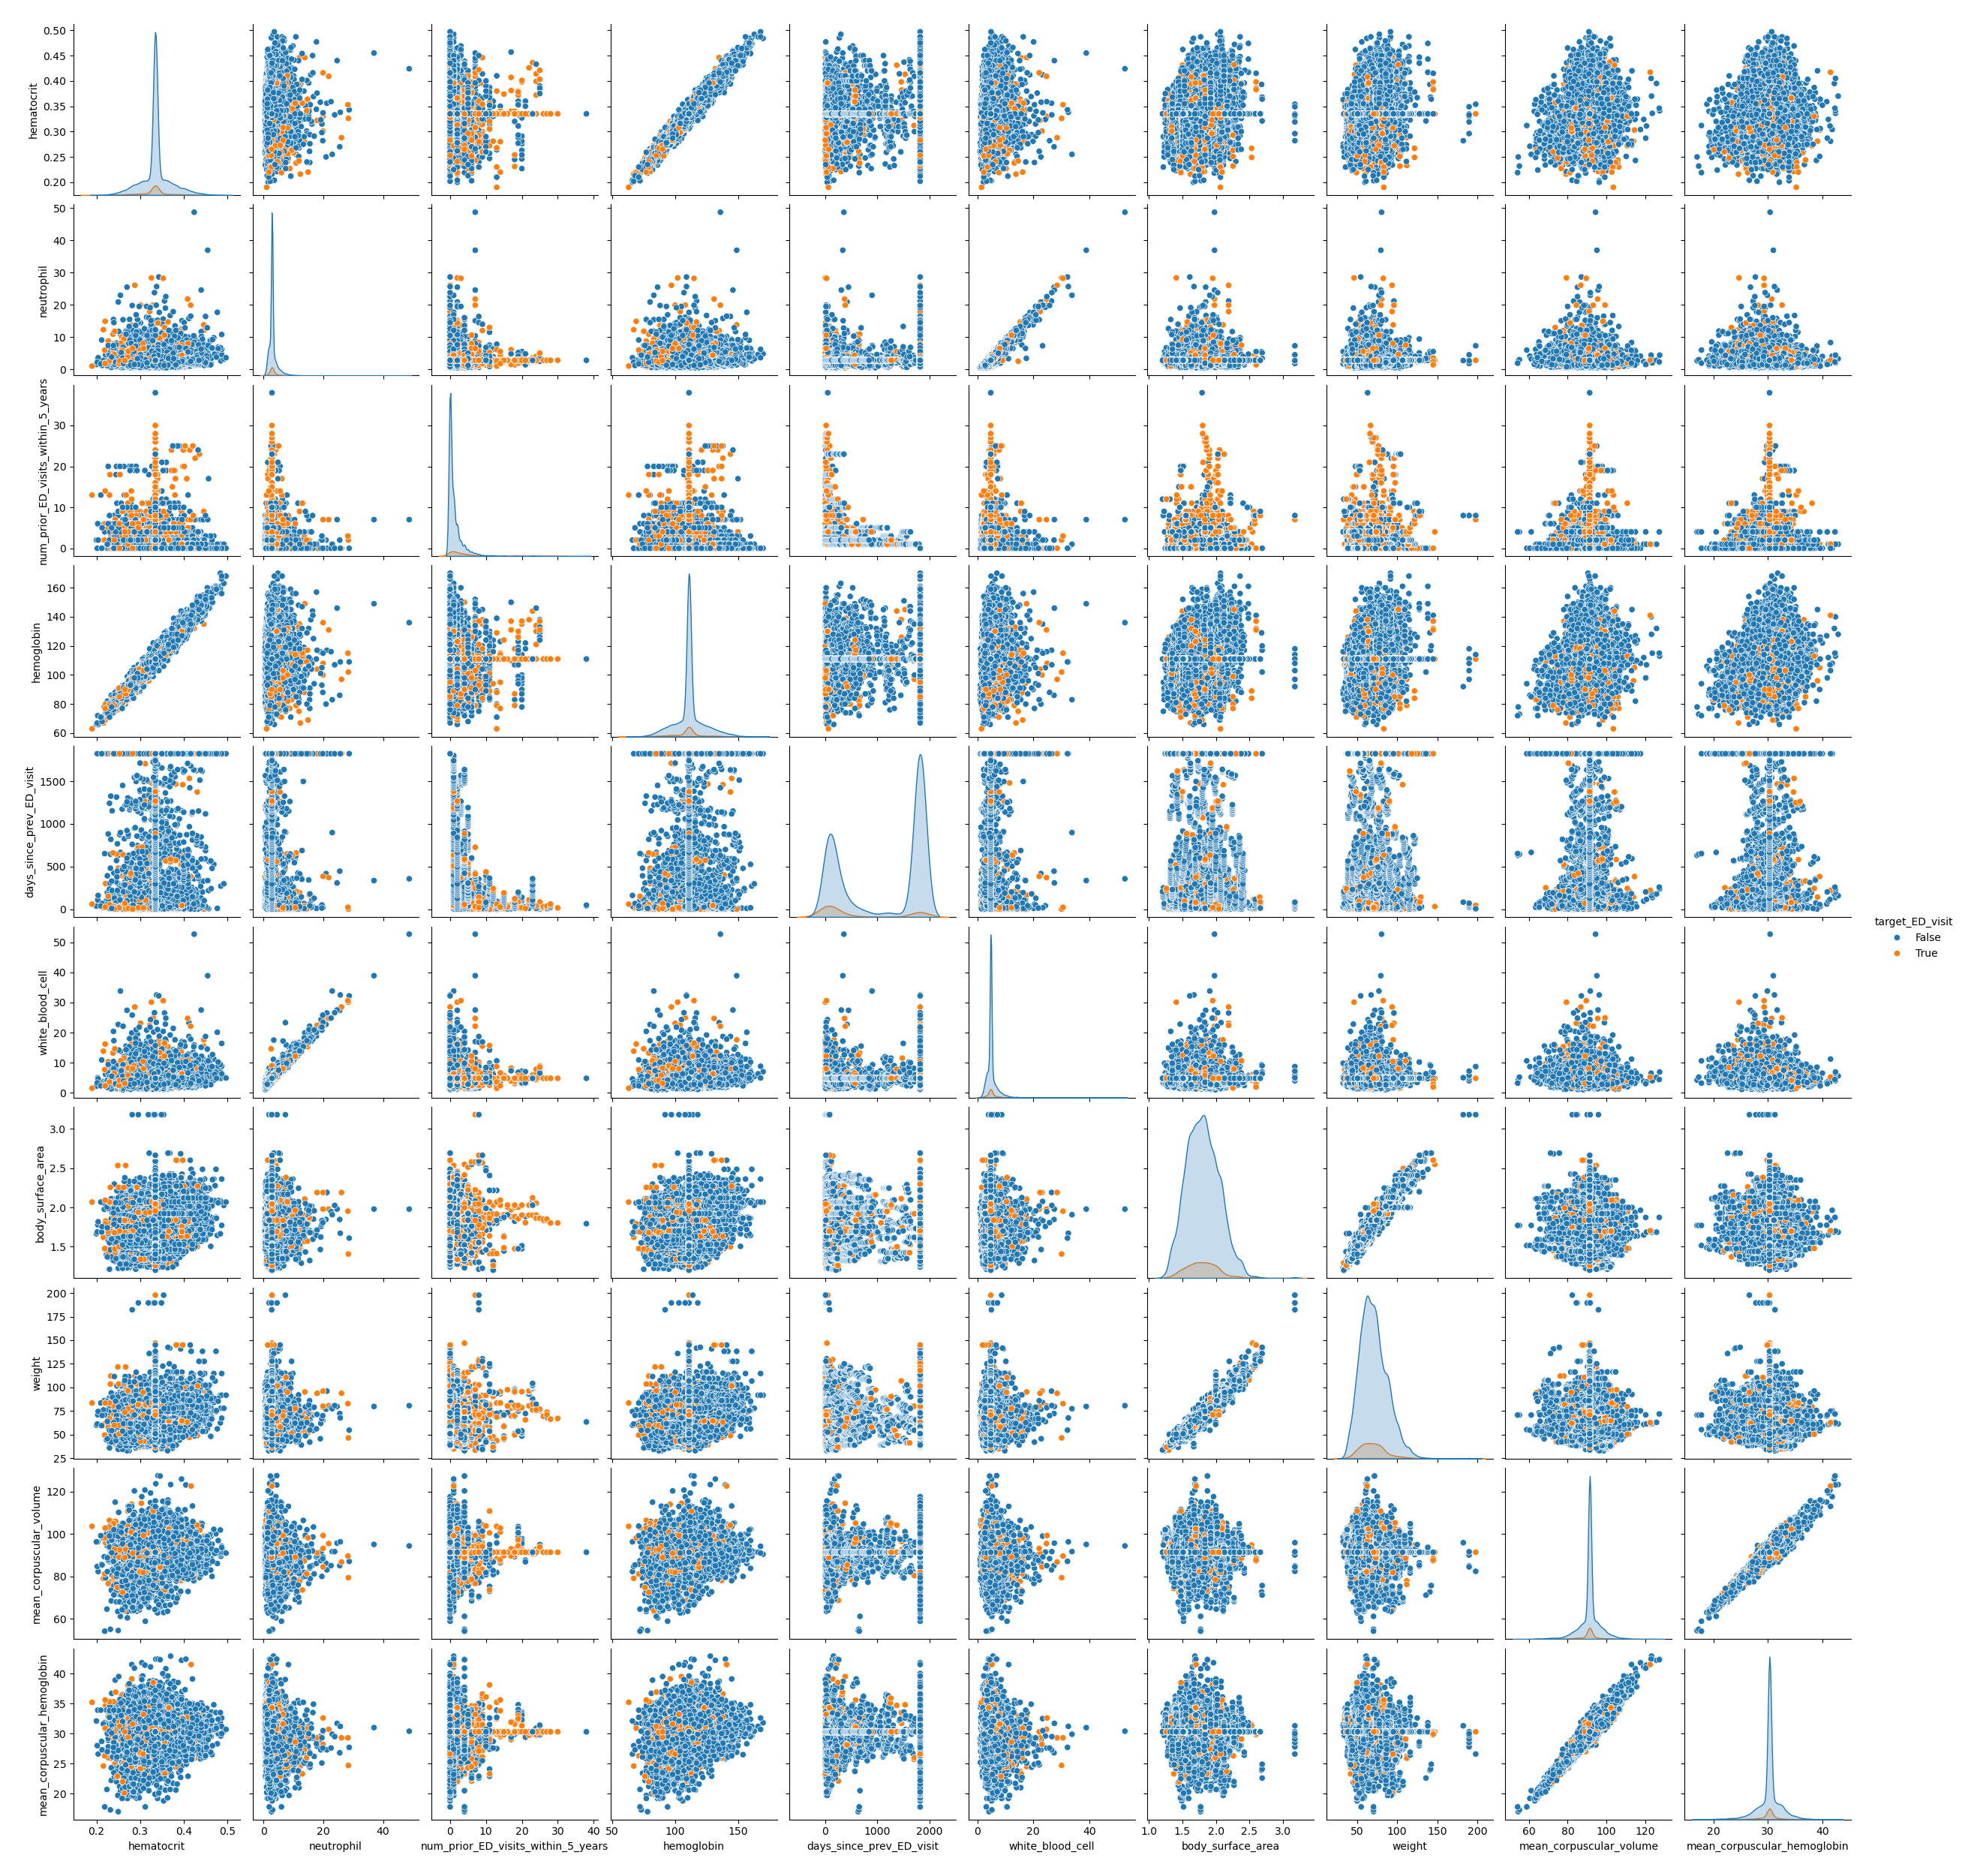 hematocrit
0.50
0.45
0.40
0.35
0.30
0.25
0.20
neutrophil
50
40
30
20
10
0
num_prior_ED_visits_within_5_years
30
20
10
0
hemoglobin
160
140
120
100
80
60
days_since_prev_ED_visit
1500
1000
500
0
target_ED_visit
False
True
white_blood_cell
50
40
30
20
10
0
body_surface_area
3.0
2.5
2.0
1.5
weight
200
175
150
125
100
75
50
25
mean_corpuscular_volume
120
100
80
60
mean_corpuscular_hemoglobin
40
35
30
25
20
0.2 0.3 0.4 0.5
hematocrit
0 20 40
neutrophil
0 10 20 30 40
num_prior_ED_visits_within_5_years
50 100 150
hemoglobin
0 1000 2000
days_since_prev_ED_visit
0 20 40
white_blood_cell
1.0 1.5 2.0 2.5 3.0
body_surface_area
50 100 150 200
weight
60 80 100 120
mean_corpuscular_volume
20 30 40
mean_corpuscular_hemoglobin